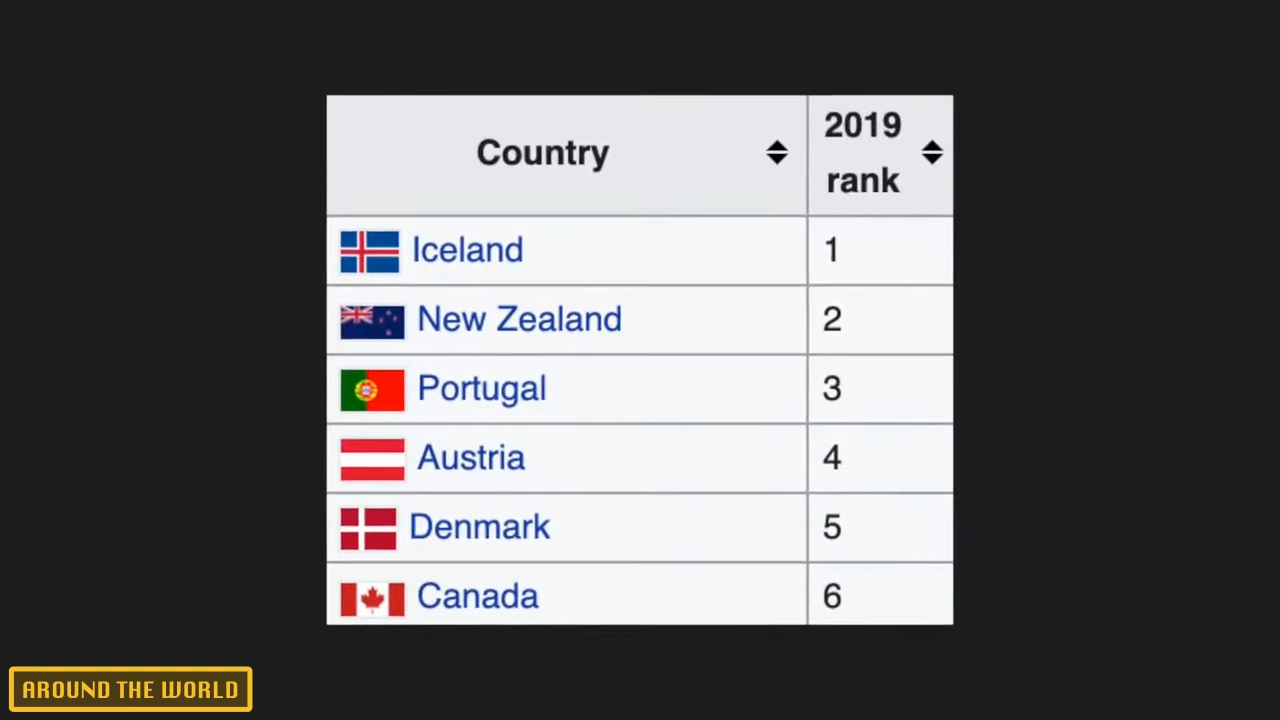 Country
2019
rank
Iceland 1
New Zealand 2
Portugal 3
Austria 4
Denmark 5
Canada 6
AROUND THE WORLD